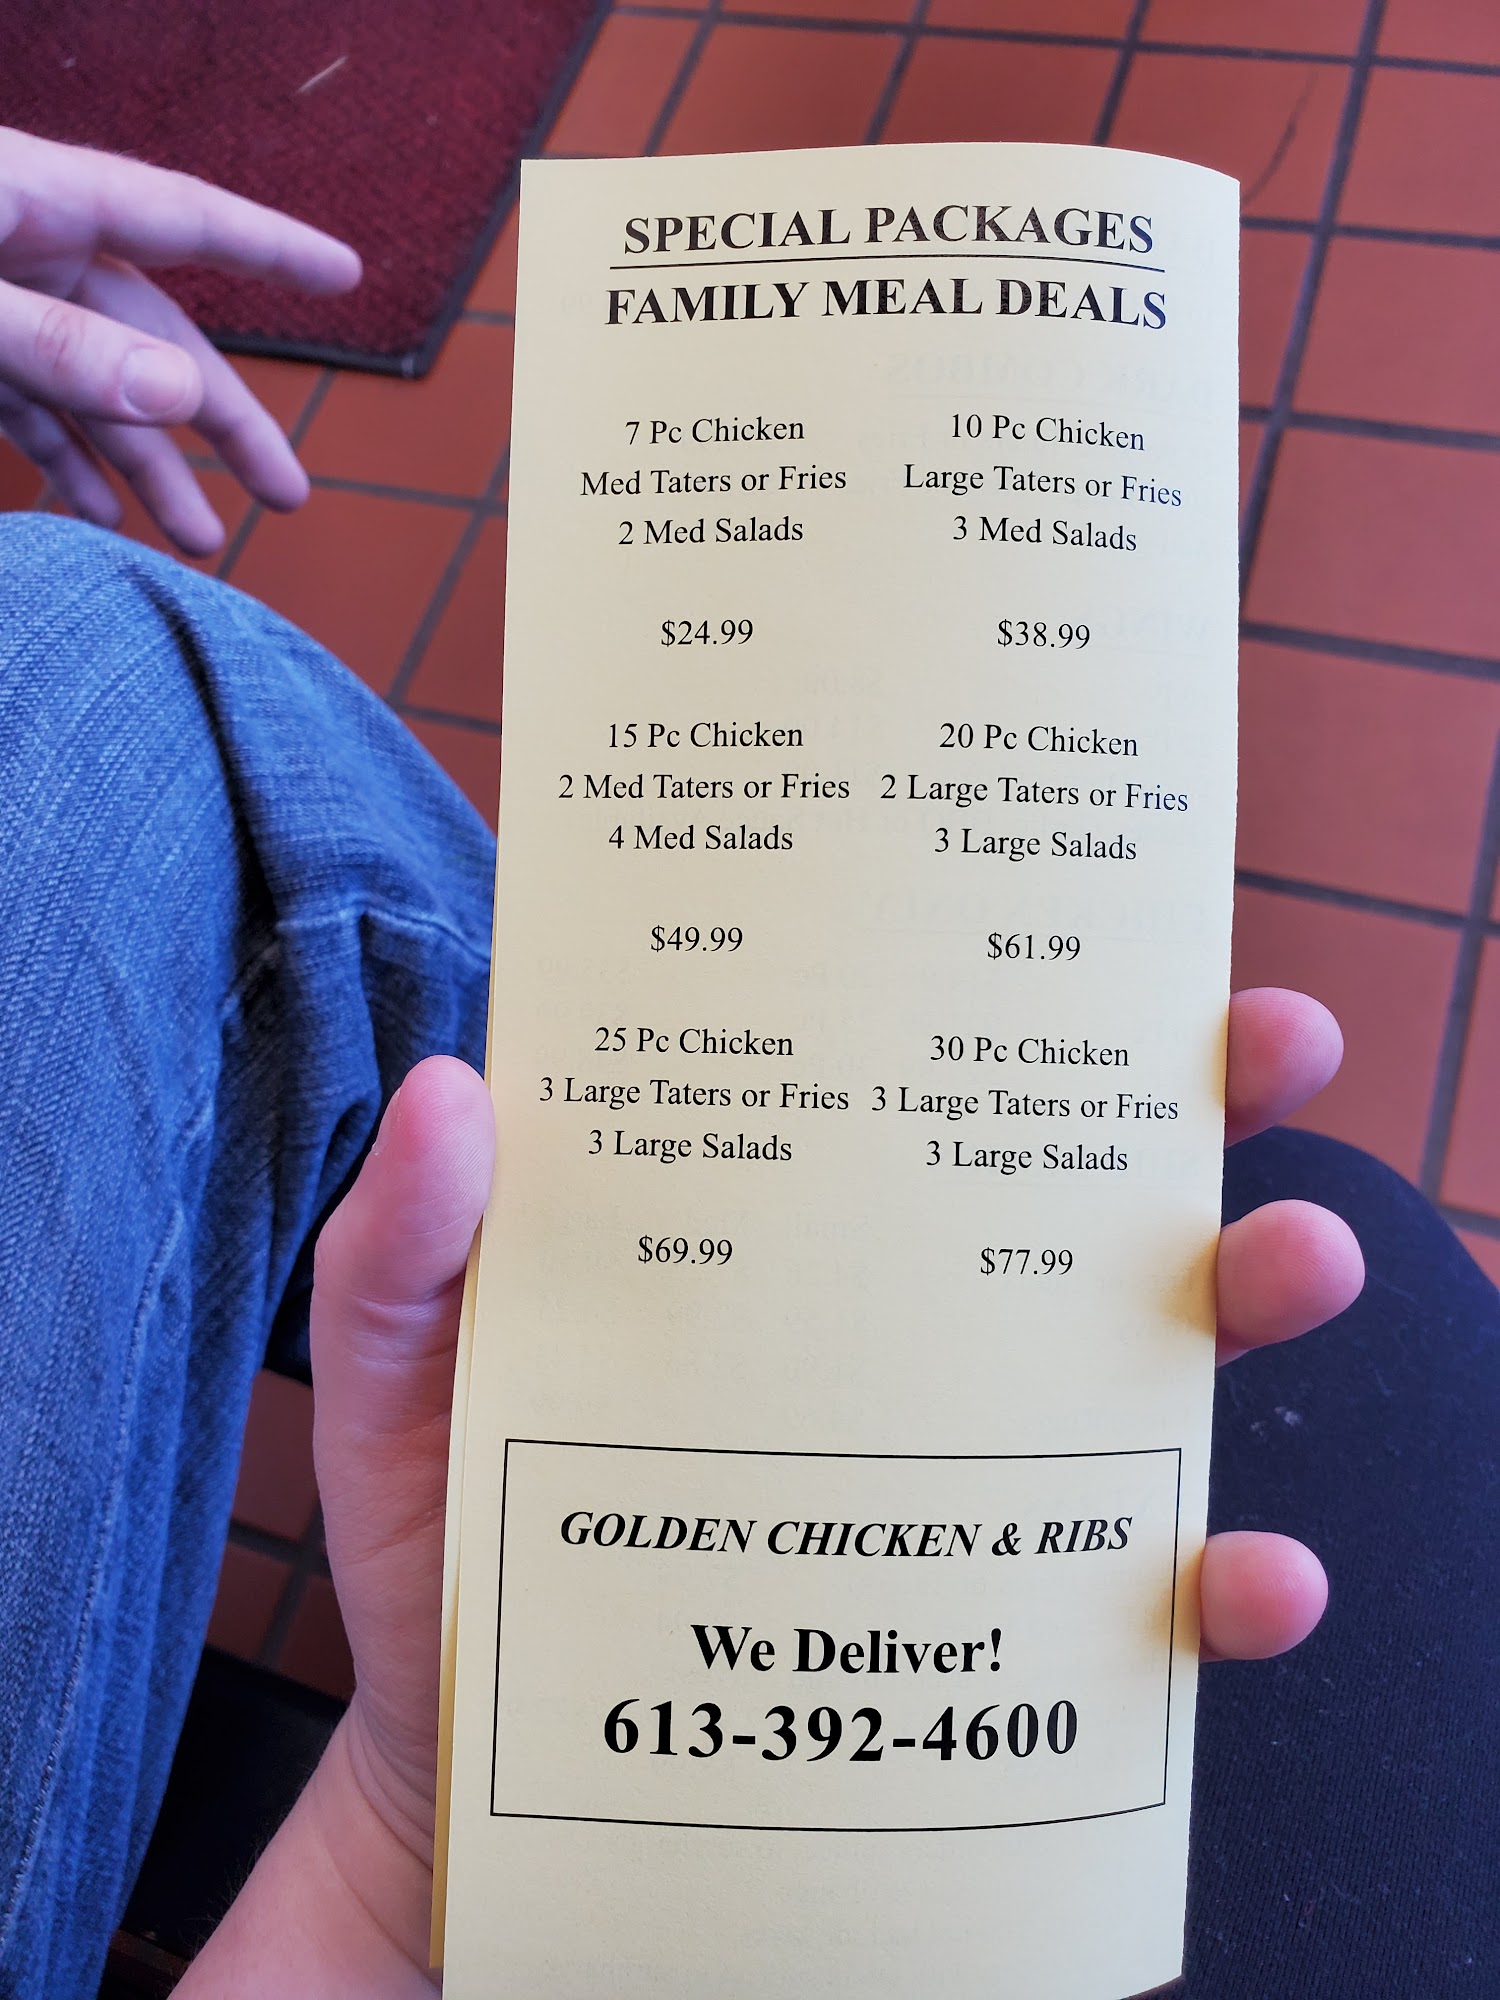 SPECIAL PACKAGES
FAMILY MEAL DEALS
7 Pc Chicken
Med Taters or Fries
2 Med Salads
$24.99
10 Pc Chicken
Large Taters or Fries
3 Med Salads
$38.99
15 Pc Chicken
2 Med Taters or Fries
4 Med Salads
$49.99
20 Pc Chicken
2 Large Taters or Fries
3 Large Salads
$61.99
25 Pc Chicken
3 Large Taters or Fries
3 Large Salads
$69.99
30 Pc Chicken
3 Large Taters or Fries
3 Large Salads
$77.99
GOLDEN CHICKEN & RIBS
We Deliver!
613-392-4600